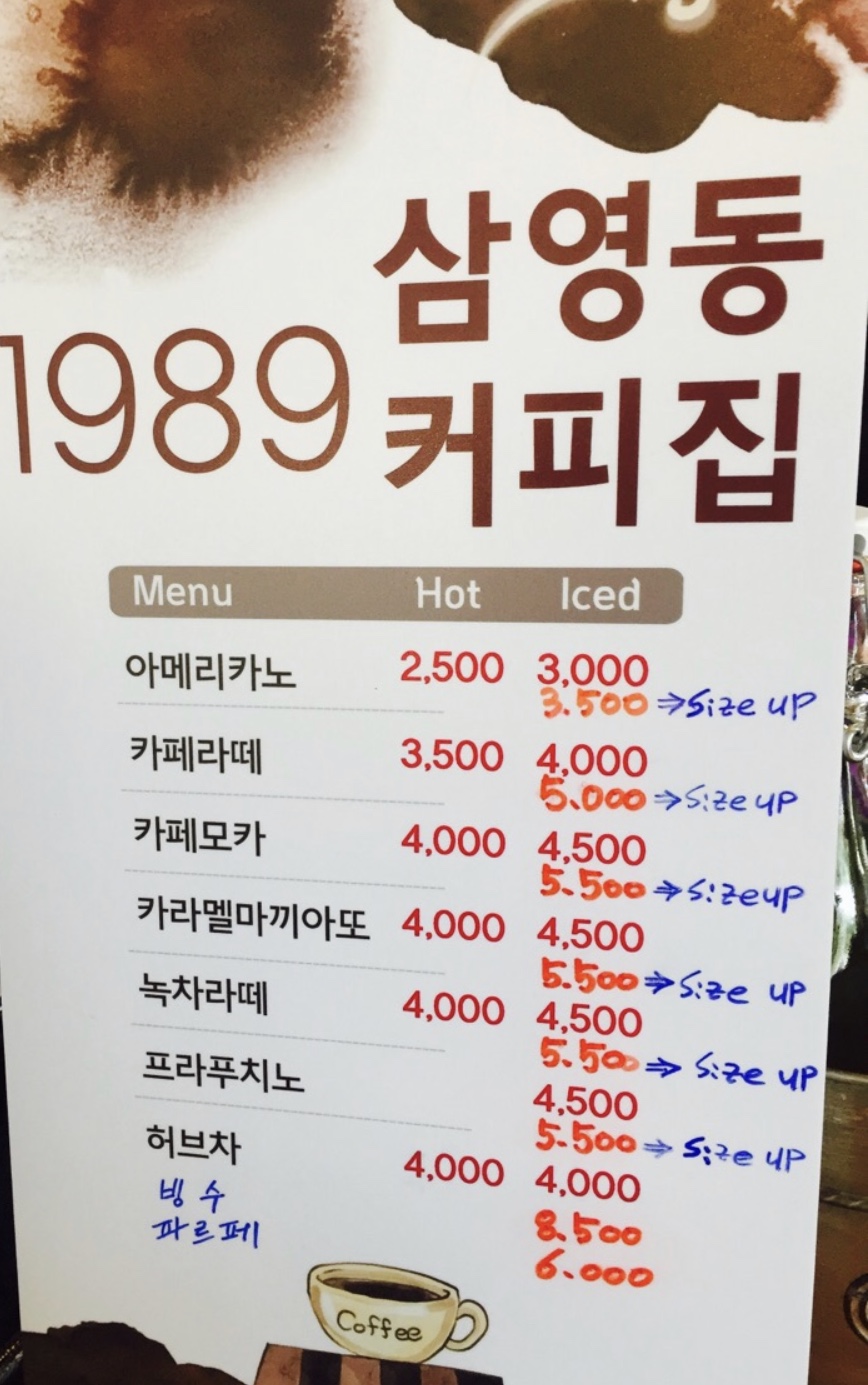 삼영동
1989 커피집
Menu Hot Iced
아메리카노 2,500 3,000
3.500 ⇒ Size up
카페라떼 3,500 4,000
5.000 ⇒ Size up
카페모카 4,000 4,500
5.500 ⇒ Size up
카라멜마끼아또 4,000 4,500
5.500 ⇒ Size up
녹차라떼 4,000 4,500
5.500 ⇒ Size up
프라푸치노 4,500
5.500 ⇒ Size up
허브차 4,000 4,000
빙수 8.500
파르페 6.000
Coffee